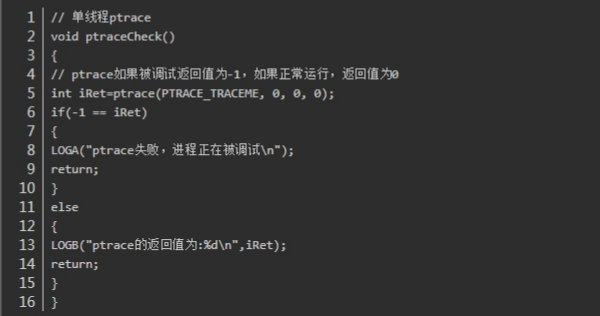 1 // 单线程ptrace
2 void ptraceCheck()
3 {
4 // ptrace如果被调试返回值为-1，如果正常运行，返回值为0
5 int iRet=ptrace(PTRACE_TRACEME, 0, 0, 0);
6 if(-1 == iRet)
7 {
8 LOGA("ptrace失败，进程正在被调试\n");
9 return;
10 }
11 else
12 {
13 LOGB("ptrace的返回值为:%d\n",iRet);
14 return;
15 }
16 }